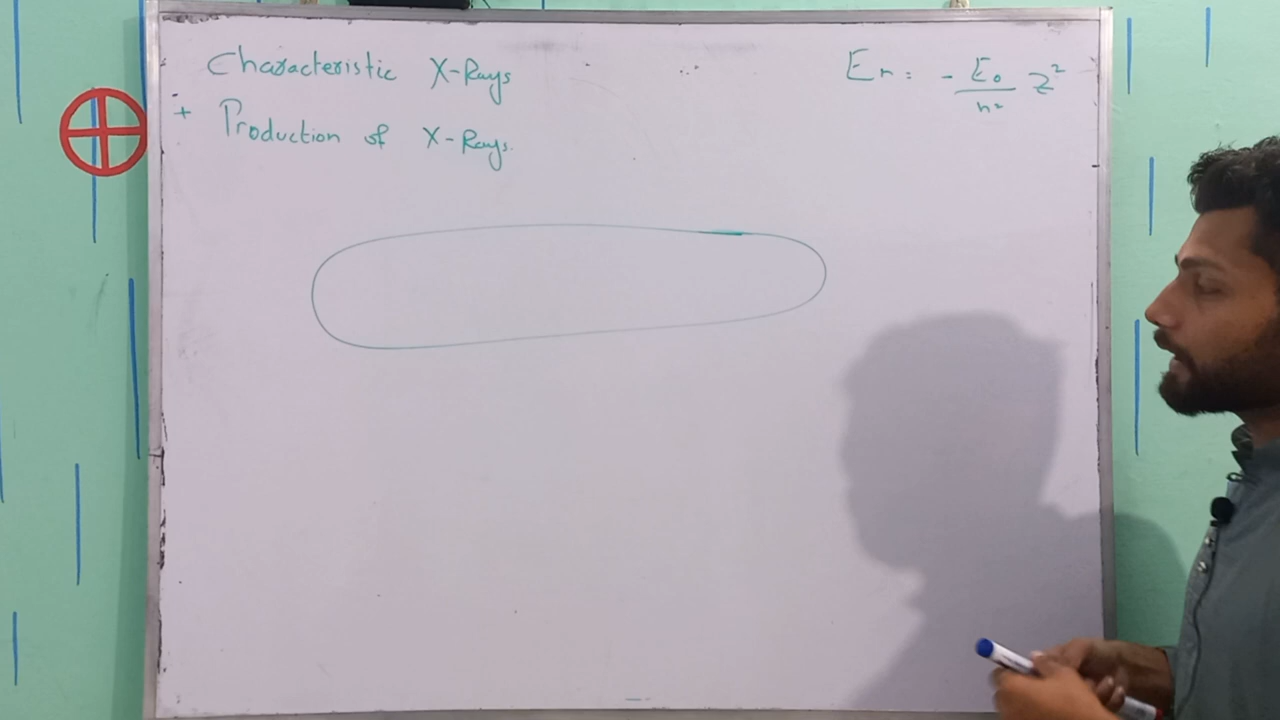 Characteristic X-Rays
+ Production of X-Rays.
En = - E₀/n² Z²